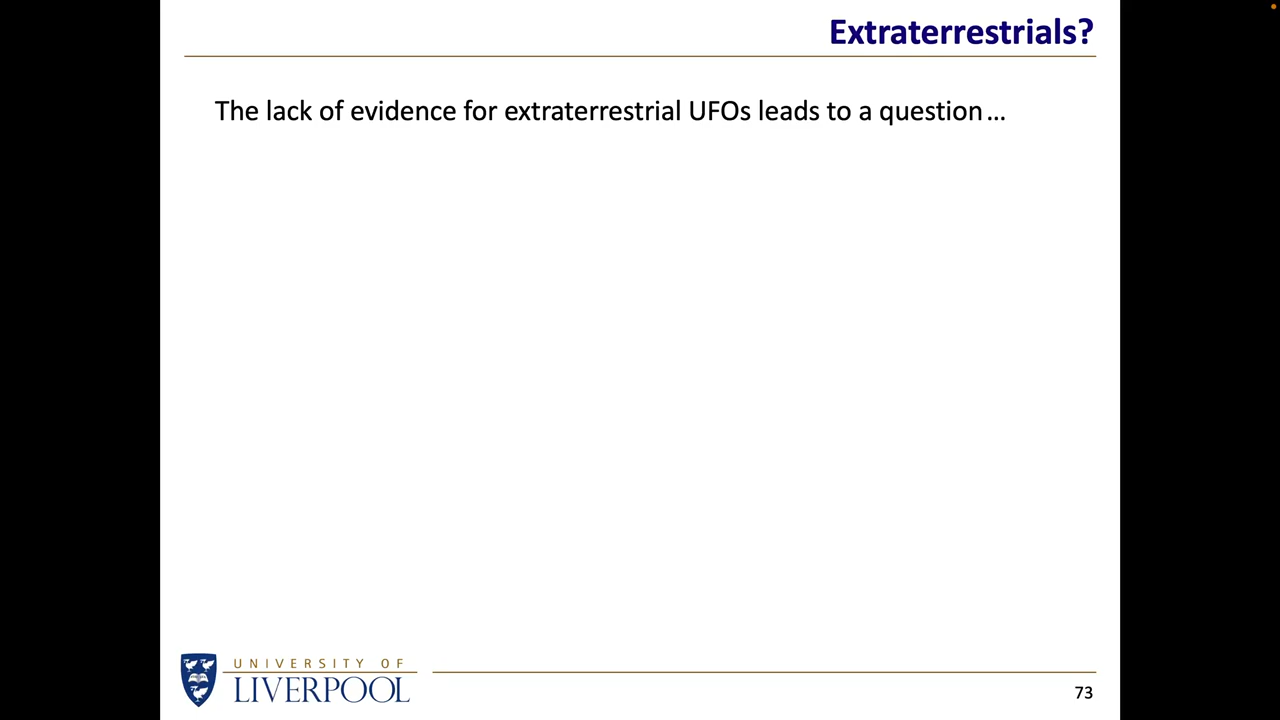 Extraterrestrials?
The lack of evidence for extraterrestrial UFOs leads to a question...
UNIVERSITY OF
LIVERPOOL
73